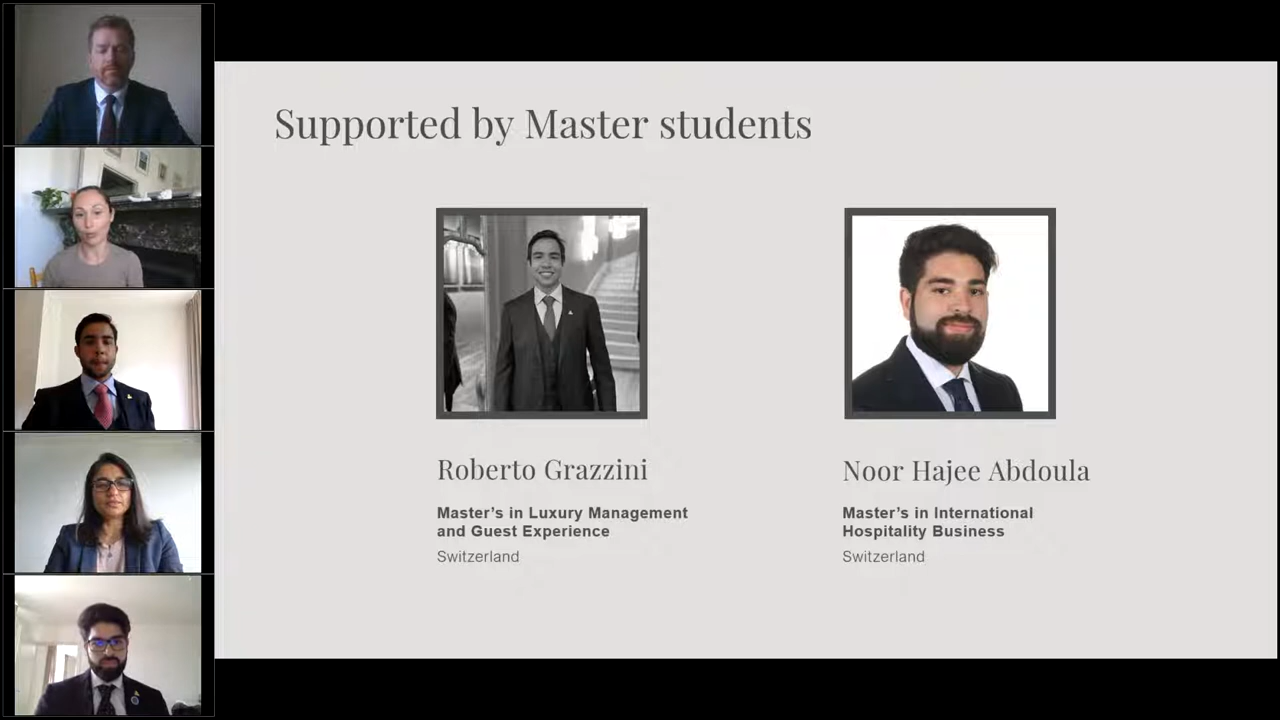 Supported by Master students
Roberto Grazzini
Master’s in Luxury Management
and Guest Experience
Switzerland
Noor Hajee Abdoula
Master’s in International
Hospitality Business
Switzerland